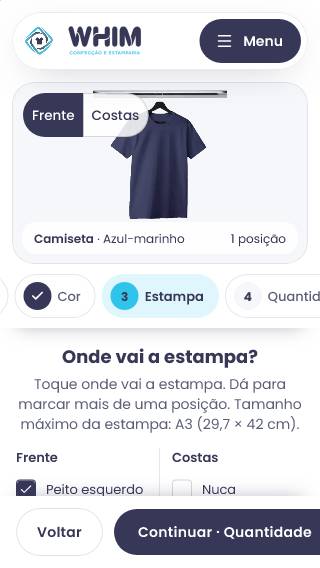 WHIM
CONFECÇÃO E ESTAMPARIA
Menu
Frente
Costas
Camiseta · Azul-marinho
1 posição
Cor
3
Estampa
4
Quantid
Onde vai a estampa?
Toque onde vai a estampa. Dá para
marcar mais de uma posição. Tamanho
máximo da estampa: A3 (29,7 × 42 cm).
Frente
Costas
Peito esquerdo
Nuca
Voltar
Continuar · Quantidade